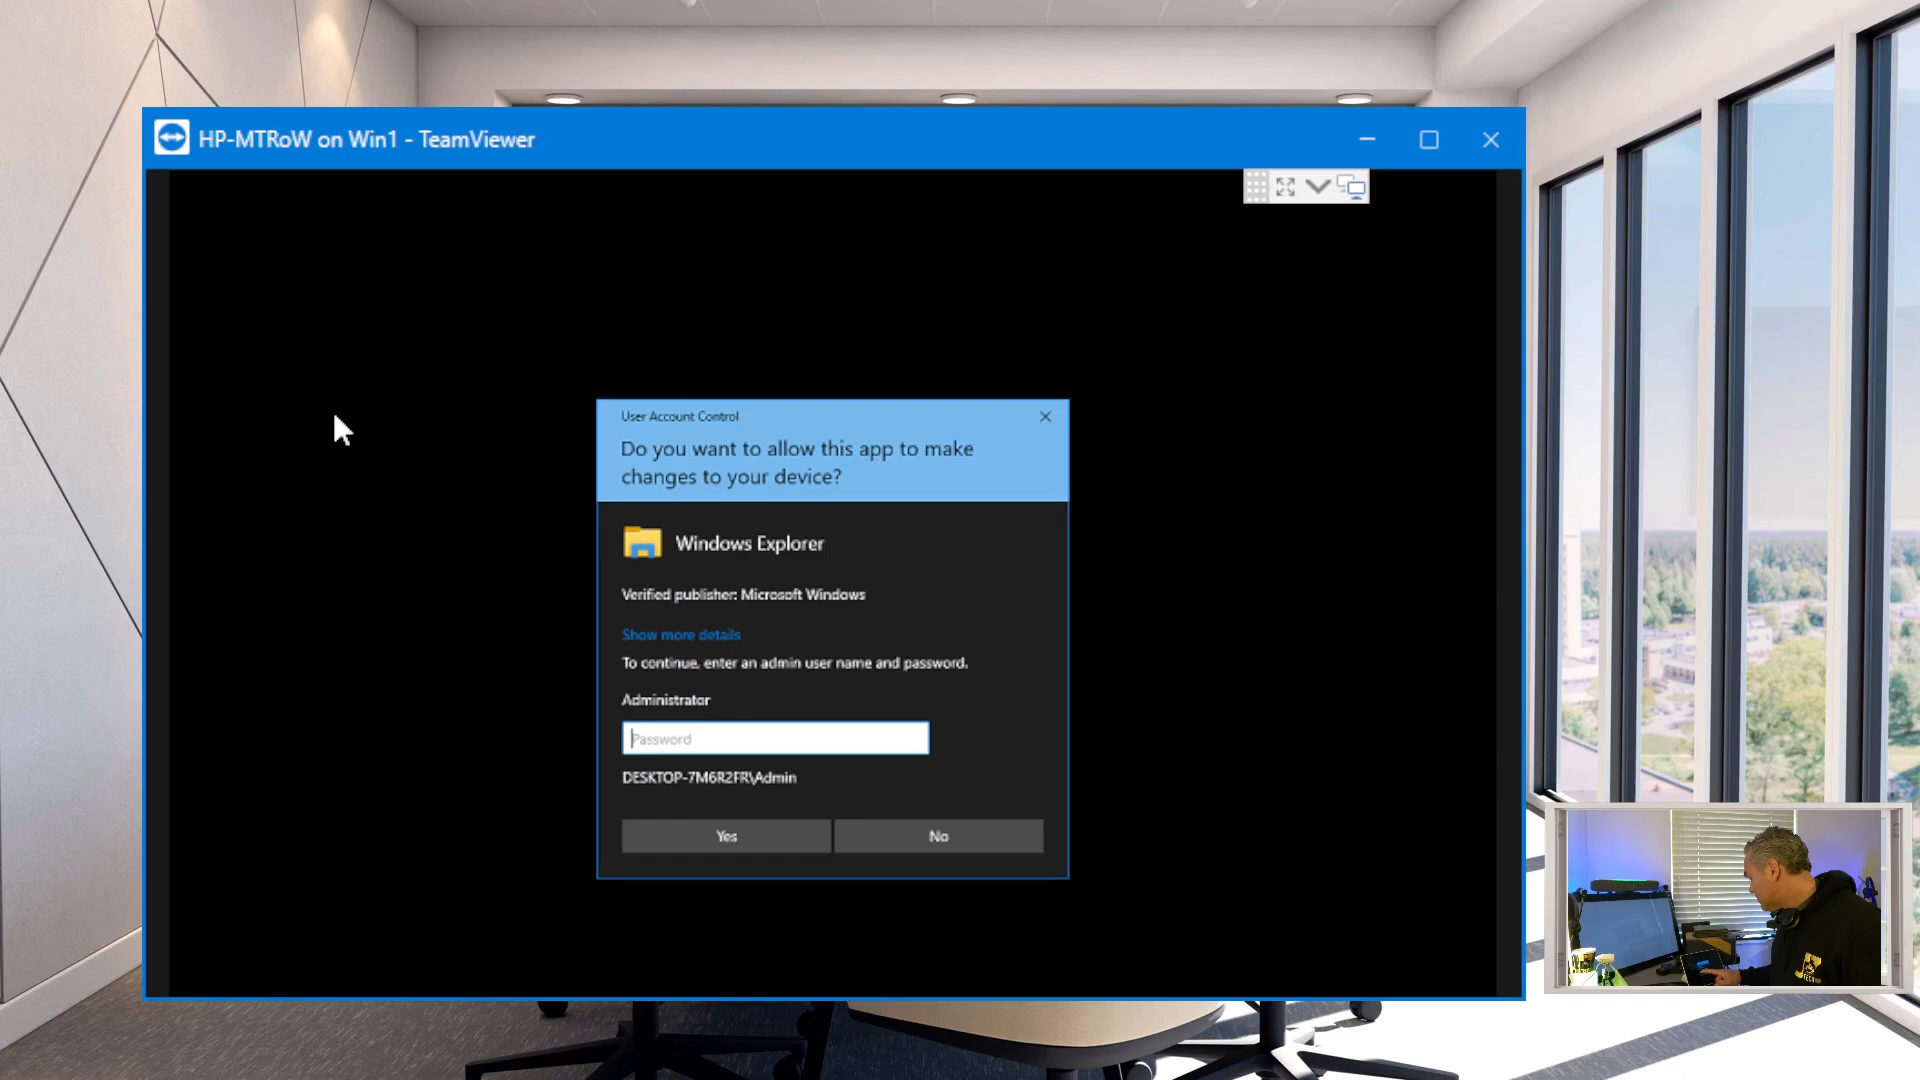 HP-MTRoW on Win1 - TeamViewer
User Account Control
Do you want to allow this app to make
changes to your device?
Windows Explorer
Verified publisher: Microsoft Windows
Show more details
To continue, enter an admin user name and password.
Administrator
Password
DESKTOP-7M6R2FR\Admin
Yes
No